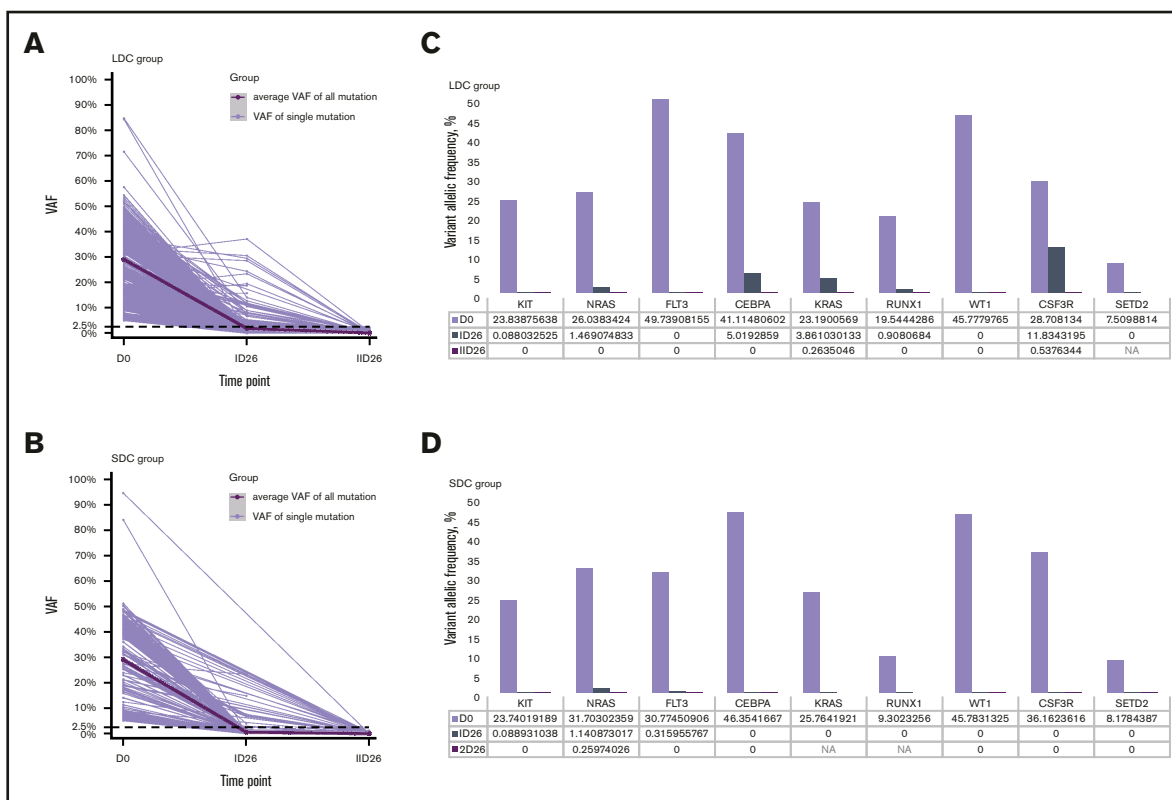 A
LDC group
Group
average VAF of all mutation
VAF of single mutation
100%
90%
80%
70%
60%
50%
40%
30%
20%
10%
2.5%
0%
VAF
D0 ID26 IID26
Time point
B
SDC group
Group
average VAF of all mutation
VAF of single mutation
100%
90%
80%
70%
60%
50%
40%
30%
20%
10%
2.5%
0%
VAF
D0 ID26 IID26
Time point
C
LDC group
Variant allelic frequency, %
50
45
40
35
30
25
20
15
10
5
0
KIT NRAS FLT3 CEBPA KRAS RUNX1 WT1 CSF3R SETD2
D0 23.83875638 26.0383424 49.73908155 41.11480602 23.1900569 19.5444286 45.7779765 28.708134 7.5098814
ID26 0.088032525 1.469074833 0 5.0192859 3.861030133 0.9080684 0 11.8343195 0
IID26 0 0 0 0 0.2635046 0 0 0.5376344 NA
D
SDC group
Variant allelic frequency, %
50
45
40
35
30
25
20
15
10
5
0
KIT NRAS FLT3 CEBPA KRAS RUNX1 WT1 CSF3R SETD2
D0 23.74019189 31.70302359 30.77450906 46.3541667 25.7641921 9.3023256 45.7831325 36.1623616 8.1784387
ID26 0.088931038 1.140873017 0.315955767 0 0 0 0 0 0
2D26 0 0.25974026 0 0 NA NA 0 0 0